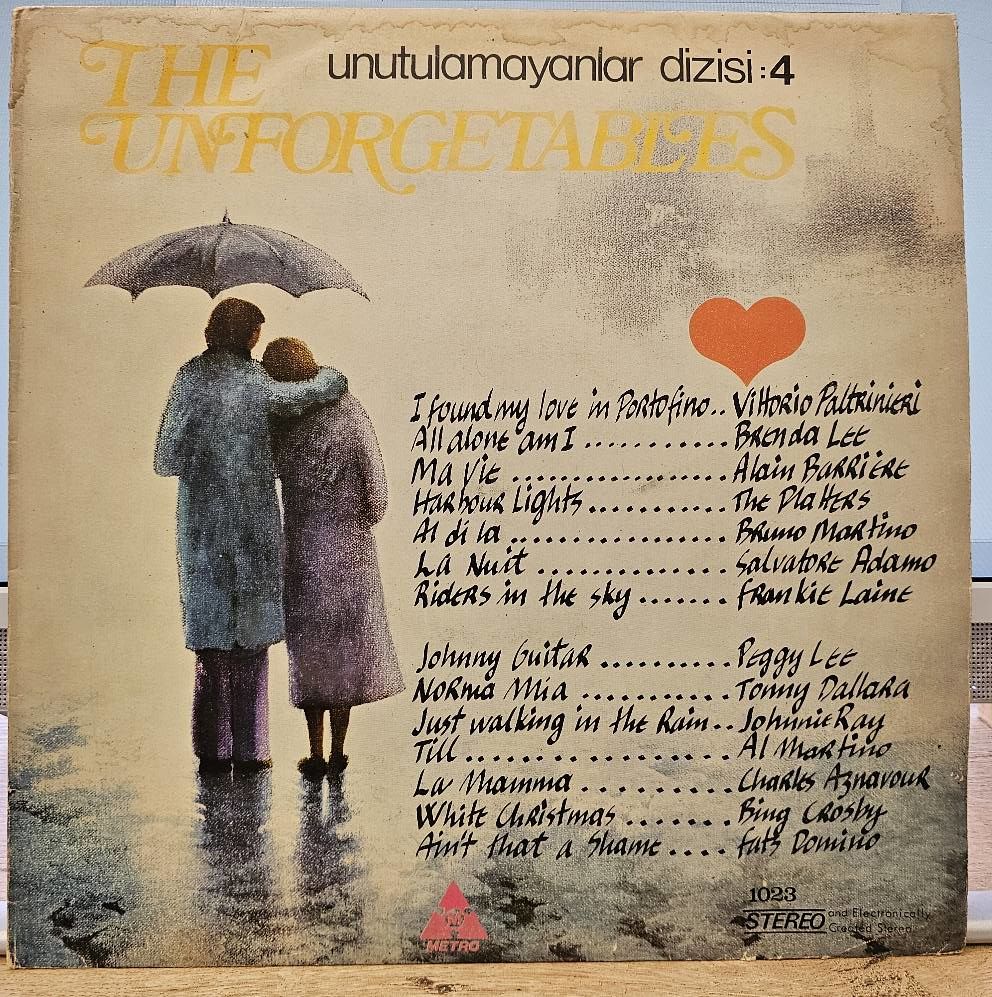 unutulamayanlar dizisi:4
THE
UNFORGETABLES
I found my love in Portofino.. Vittorio Paltrinieri
All alone am I ........... Brenda Lee
Ma Vie .................. Alain Barrière
Harbour Lights........... The Platters
Al di la ................. Bruno Martino
La Nuit ............... Salvatore Adamo
Riders in the sky ....... Frankie Laine
Johnny Guitar .......... Peggy Lee
Norma Mia ........... Tonny Dallara
Just walking in the Rain.. Johnnie Ray
Till................... Al Martino
La Mamma .......... Charles Aznavour
White Christmas ....... Bing Crosby
Ain't that a Shame .... Fats Domino
1023
STEREO and Electronically
Created Stereo
METRO